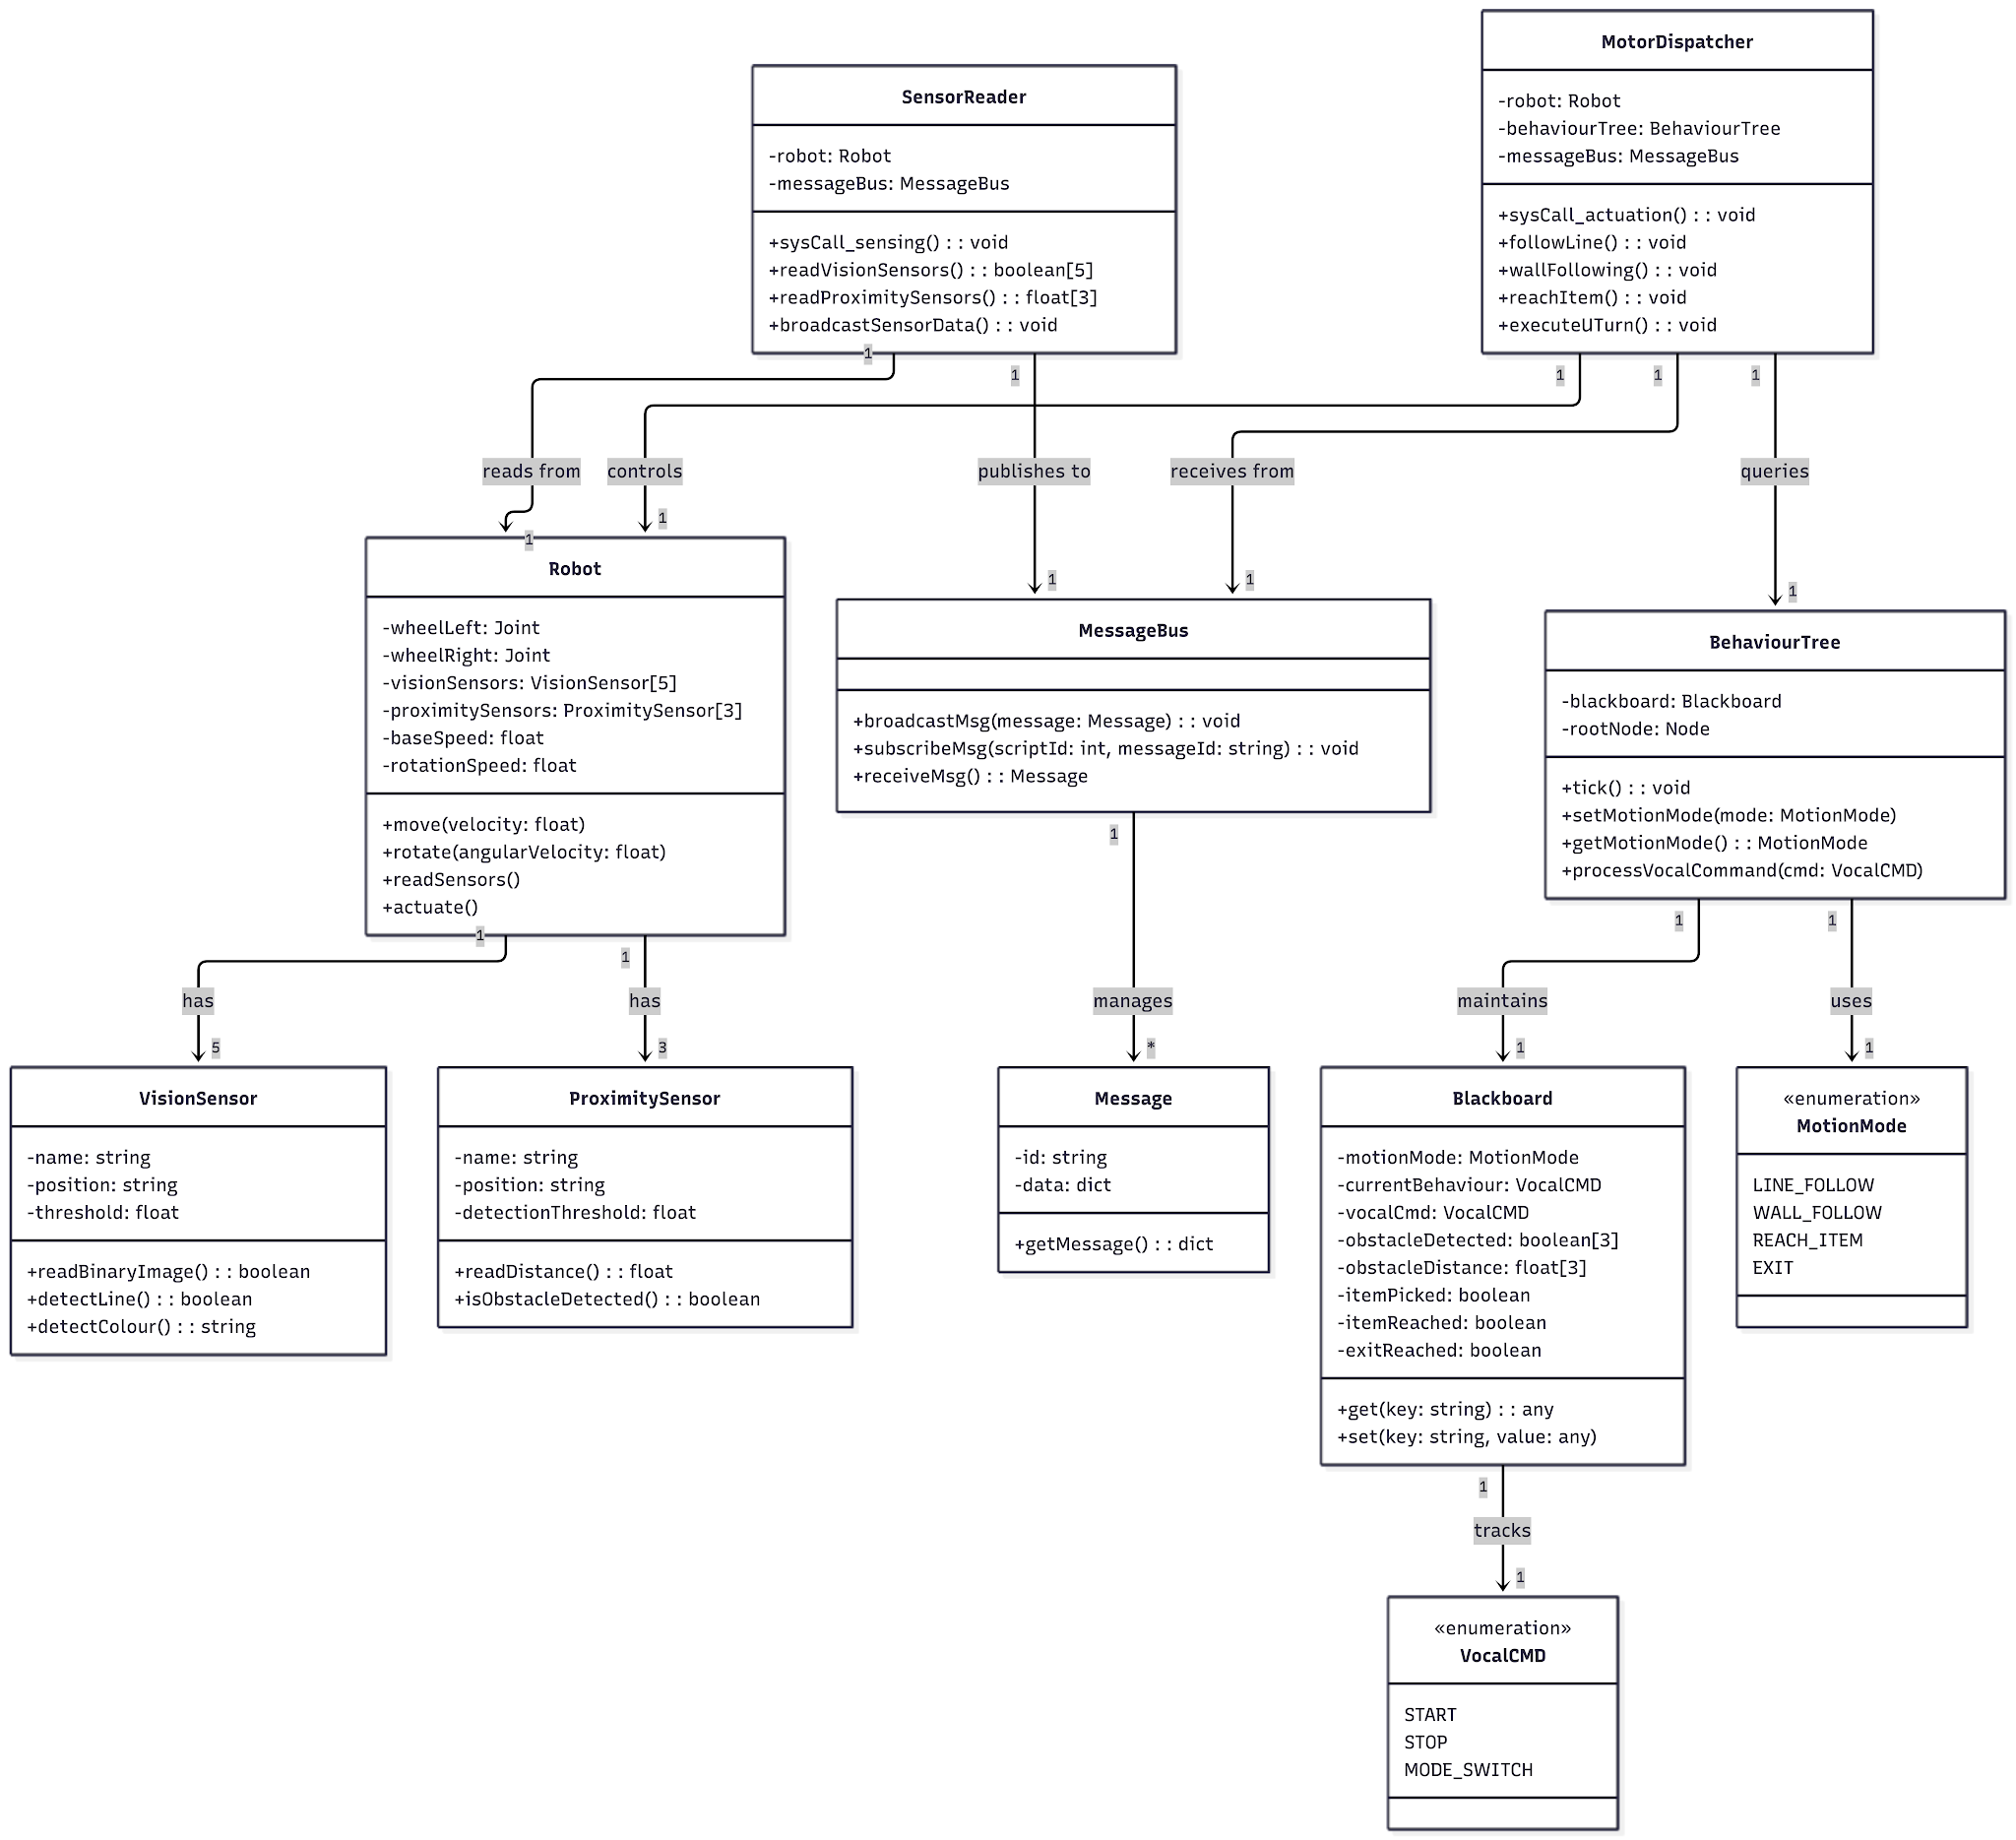 MotorDispatcher
-robot: Robot
-behaviourTree: BehaviourTree
-messageBus: MessageBus
+sysCall_actuation() : : void
+followLine() : : void
+wallFollowing() : : void
+reachItem() : : void
+executeUTurn() : : void
SensorReader
-robot: Robot
-messageBus: MessageBus
+sysCall_sensing() : : void
+readVisionSensors() : : boolean[5]
+readProximitySensors() : : float[3]
+broadcastSensorData() : : void
1
1
1
1
1
reads from
controls
publishes to
receives from
queries
1
1
1
1
1
Robot
-wheelLeft: Joint
-wheelRight: Joint
-visionSensors: VisionSensor[5]
-proximitySensors: ProximitySensor[3]
-baseSpeed: float
-rotationSpeed: float
+move(velocity: float)
+rotate(angularVelocity: float)
+readSensors()
+actuate()
MessageBus
+broadcastMsg(message: Message) : : void
+subscribeMsg(scriptId: int, messageId: string) : : void
+receiveMsg() : : Message
BehaviourTree
-blackboard: Blackboard
-rootNode: Node
+tick() : : void
+setMotionMode(mode: MotionMode)
+getMotionMode() : : MotionMode
+processVocalCommand(cmd: VocalCMD)
1
1
1
1
1
has
has
manages
maintains
uses
5
3
*
1
1
VisionSensor
-name: string
-position: string
-threshold: float
+readBinaryImage() : : boolean
+detectLine() : : boolean
+detectColour() : : string
ProximitySensor
-name: string
-position: string
-detectionThreshold: float
+readDistance() : : float
+isObstacleDetected() : : boolean
Message
-id: string
-data: dict
+getMessage() : : dict
Blackboard
-motionMode: MotionMode
-currentBehaviour: VocalCMD
-vocalCmd: VocalCMD
-obstacleDetected: boolean[3]
-obstacleDistance: float[3]
-itemPicked: boolean
-itemReached: boolean
-exitReached: boolean
+get(key: string) : : any
+set(key: string, value: any)
«enumeration»
MotionMode
LINE_FOLLOW
WALL_FOLLOW
REACH_ITEM
EXIT
1
tracks
1
«enumeration»
VocalCMD
START
STOP
MODE_SWITCH